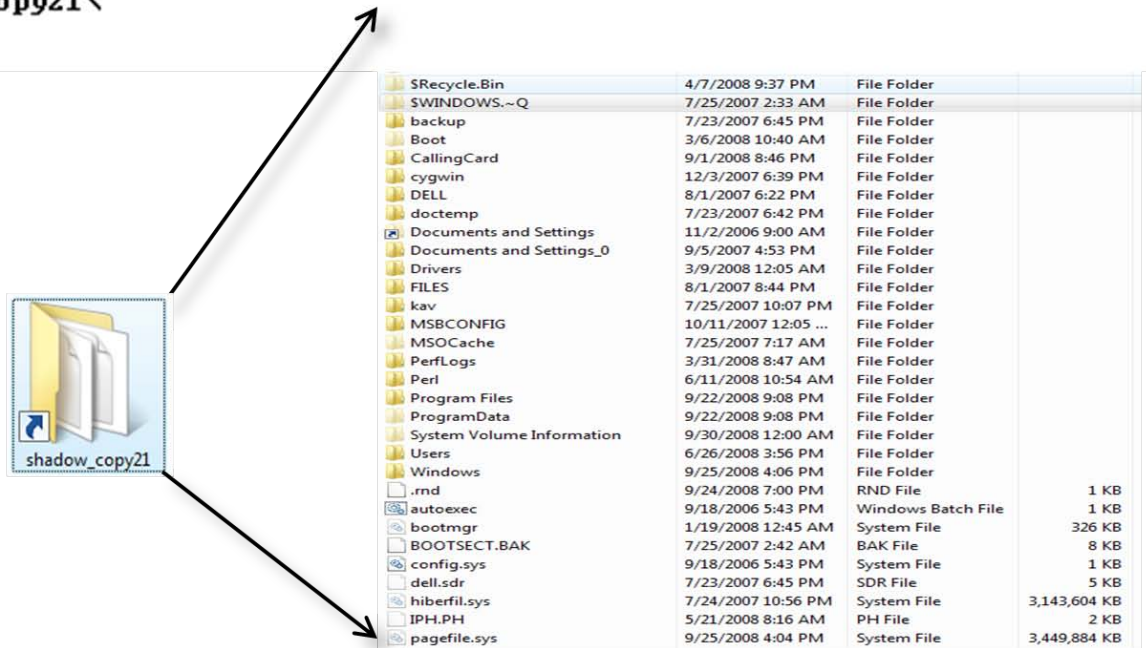 $Recycle.Bin 4/7/2008 9:37 PM File Folder
$WINDOWS.~Q 7/25/2007 2:33 AM File Folder
backup 7/23/2007 6:45 PM File Folder
Boot 3/6/2008 10:40 AM File Folder
CallingCard 9/1/2008 8:46 PM File Folder
cygwin 12/3/2007 6:39 PM File Folder
DELL 8/1/2007 6:22 PM File Folder
doctemp 7/23/2007 6:42 PM File Folder
Documents and Settings 11/2/2006 9:00 AM File Folder
Documents and Settings_0 9/5/2007 4:53 PM File Folder
Drivers 3/9/2008 12:05 AM File Folder
FILES 8/1/2007 8:44 PM File Folder
kav 7/25/2007 10:07 PM File Folder
MSBCONFIG 10/11/2007 12:05 ... File Folder
MSOCache 7/25/2007 7:17 AM File Folder
PerfLogs 3/31/2008 8:47 AM File Folder
Perl 6/11/2008 10:54 AM File Folder
Program Files 9/22/2008 9:08 PM File Folder
ProgramData 9/22/2008 9:08 PM File Folder
System Volume Information 9/30/2008 12:00 AM File Folder
Users 6/26/2008 3:56 PM File Folder
Windows 9/25/2008 4:06 PM File Folder
.rnd 9/24/2008 7:00 PM RND File 1 KB
autoexec 9/18/2006 5:43 PM Windows Batch File 1 KB
bootmgr 1/19/2008 12:45 AM System File 326 KB
BOOTSECT.BAK 7/25/2007 2:42 AM BAK File 8 KB
config.sys 9/18/2006 5:43 PM System File 1 KB
dell.sdr 7/23/2007 6:45 PM SDR File 5 KB
hiberfil.sys 7/24/2007 10:56 PM System File 3,143,604 KB
IPH.PH 5/21/2008 8:16 AM PH File 2 KB
pagefile.sys 9/25/2008 4:04 PM System File 3,449,884 KB
shadow_copy21